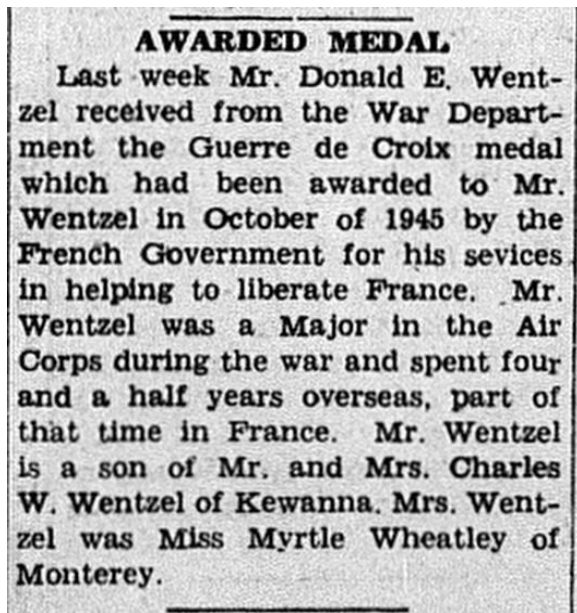 AWARDED MEDAL
Last week Mr. Donald E. Went-
zel received from the War Depart-
ment the Guerre de Croix medal
which had been awarded to Mr.
Wentzel in October of 1945 by the
French Government for his sevices
in helping to liberate France. Mr.
Wentzel was a Major in the Air
Corps during the war and spent four
and a half years overseas, part of
that time in France. Mr. Wentzel
is a son of Mr. and Mrs. Charles
W. Wentzel of Kewanna. Mrs. Went-
zel was Miss Myrtle Wheatley of
Monterey.